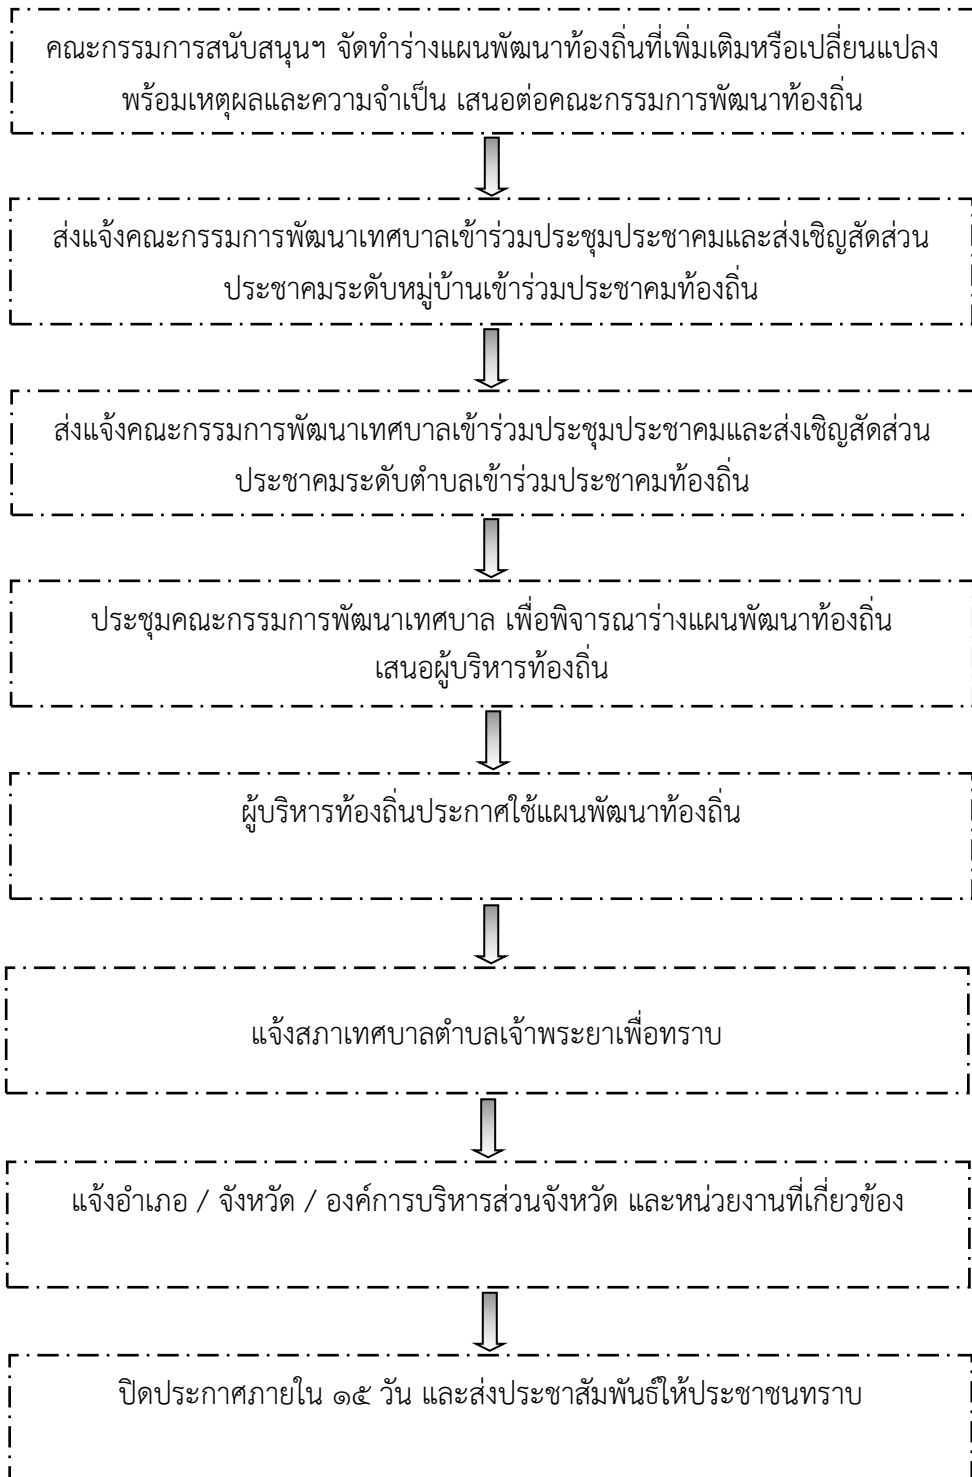 คณะกรรมการสนับสนุนฯ จัดทำร่างแผนพัฒนาท้องถิ่นที่เพิ่มเติมหรือเปลี่ยนแปลง
พร้อมเหตุผลและความจำเป็น เสนอต่อคณะกรรมการพัฒนาท้องถิ่น
ส่งแจ้งคณะกรรมการพัฒนาเทศบาลเข้าร่วมประชุมประชาคมและส่งเชิญสัดส่วน
ประชาคมระดับหมู่บ้านเข้าร่วมประชาคมท้องถิ่น
ส่งแจ้งคณะกรรมการพัฒนาเทศบาลเข้าร่วมประชุมประชาคมและส่งเชิญสัดส่วน
ประชาคมระดับตำบลเข้าร่วมประชาคมท้องถิ่น
ประชุมคณะกรรมการพัฒนาเทศบาล เพื่อพิจารณาร่างแผนพัฒนาท้องถิ่น
เสนอผู้บริหารท้องถิ่น
ผู้บริหารท้องถิ่นประกาศใช้แผนพัฒนาท้องถิ่น
แจ้งสภาเทศบาลตำบลเจ้าพระยาเพื่อทราบ
แจ้งอำเภอ / จังหวัด / องค์การบริหารส่วนจังหวัด และหน่วยงานที่เกี่ยวข้อง
ปิดประกาศภายใน ๑๕ วัน และส่งประชาสัมพันธ์ให้ประชาชนทราบ